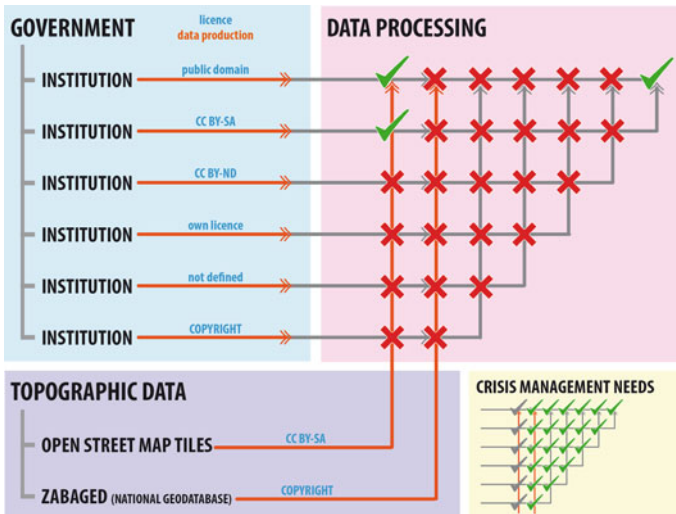 GOVERNMENT
licence
data production
INSTITUTION
public domain
INSTITUTION
CC BY-SA
INSTITUTION
CC BY-ND
INSTITUTION
own licence
INSTITUTION
not defined
INSTITUTION
COPYRIGHT
DATA PROCESSING
TOPOGRAPHIC DATA
OPEN STREET MAP TILES
CC BY-SA
ZABAGED (NATIONAL GEODATABASE)
COPYRIGHT
CRISIS MANAGEMENT NEEDS